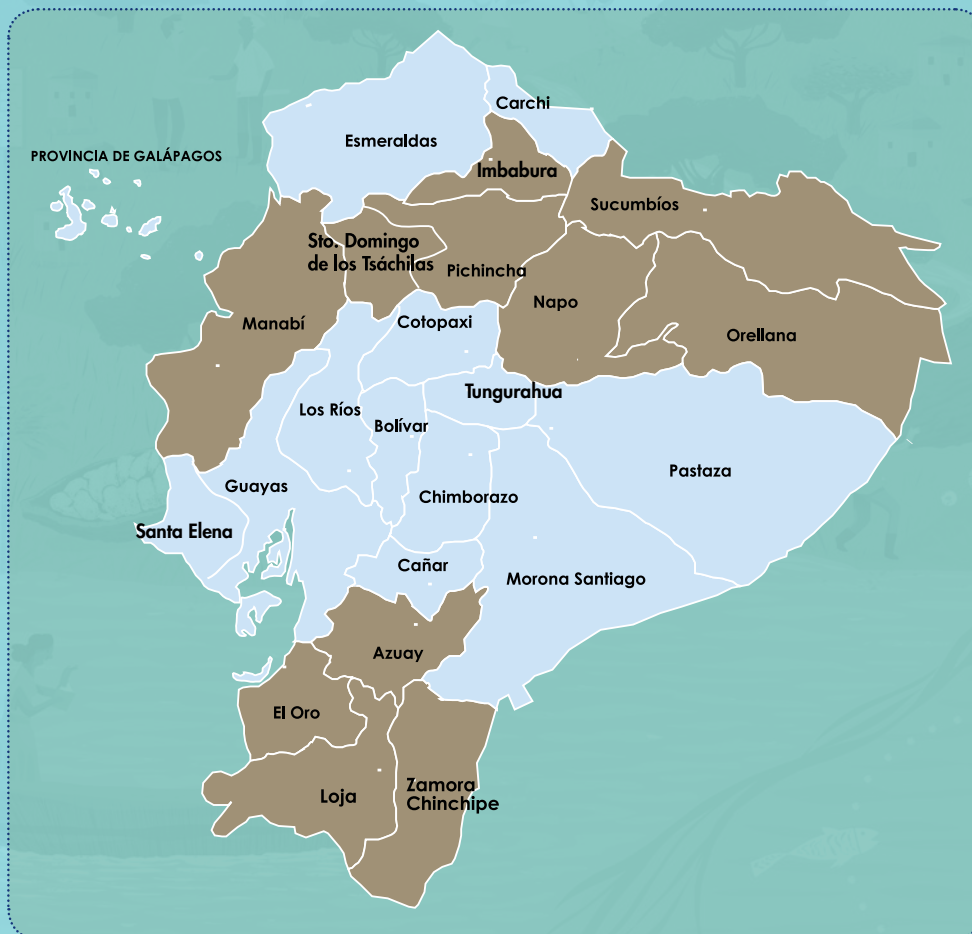 Carchi
Esmeraldas
PROVINCIA DE GALÁPAGOS
Imbabura
Sucumbíos
Sto. Domingo
de los Tsáchilas
Pichincha
Napo
Manabí
Cotopaxi
Orellana
Tungurahua
Los Ríos
Bolívar
Pastaza
Guayas
Chimborazo
Santa Elena
Cañar
Morona Santiago
Azuay
El Oro
Loja
Zamora
Chinchipe